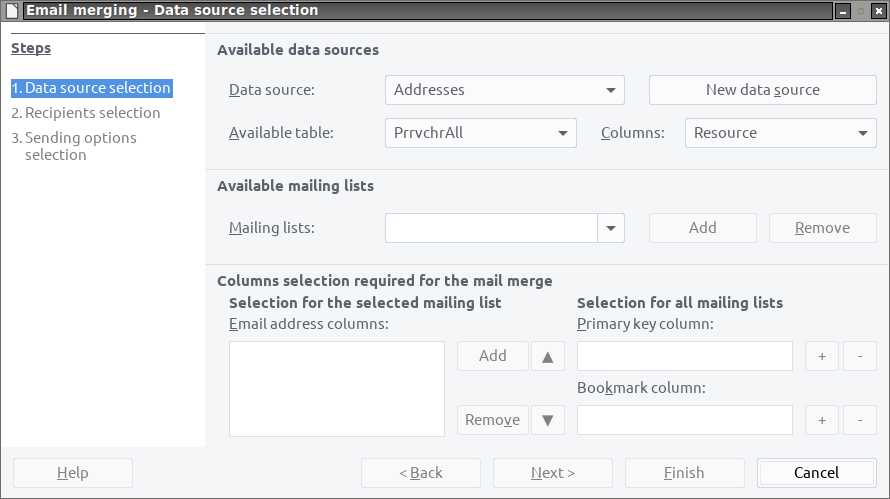 Email merging - Data source selection
Steps
1. Data source selection
2. Recipients selection
3. Sending options
selection
Available data sources
Data source: Addresses New data source
Available table: PrrvchrAll Columns: Resource
Available mailing lists
Mailing lists: Add Remove
Columns selection required for the mail merge
Selection for the selected mailing list Selection for all mailing lists
Email address columns: Primary key column:
Add ▲ + -
Bookmark column:
Remove ▼ + -
Help < Back Next > Finish Cancel